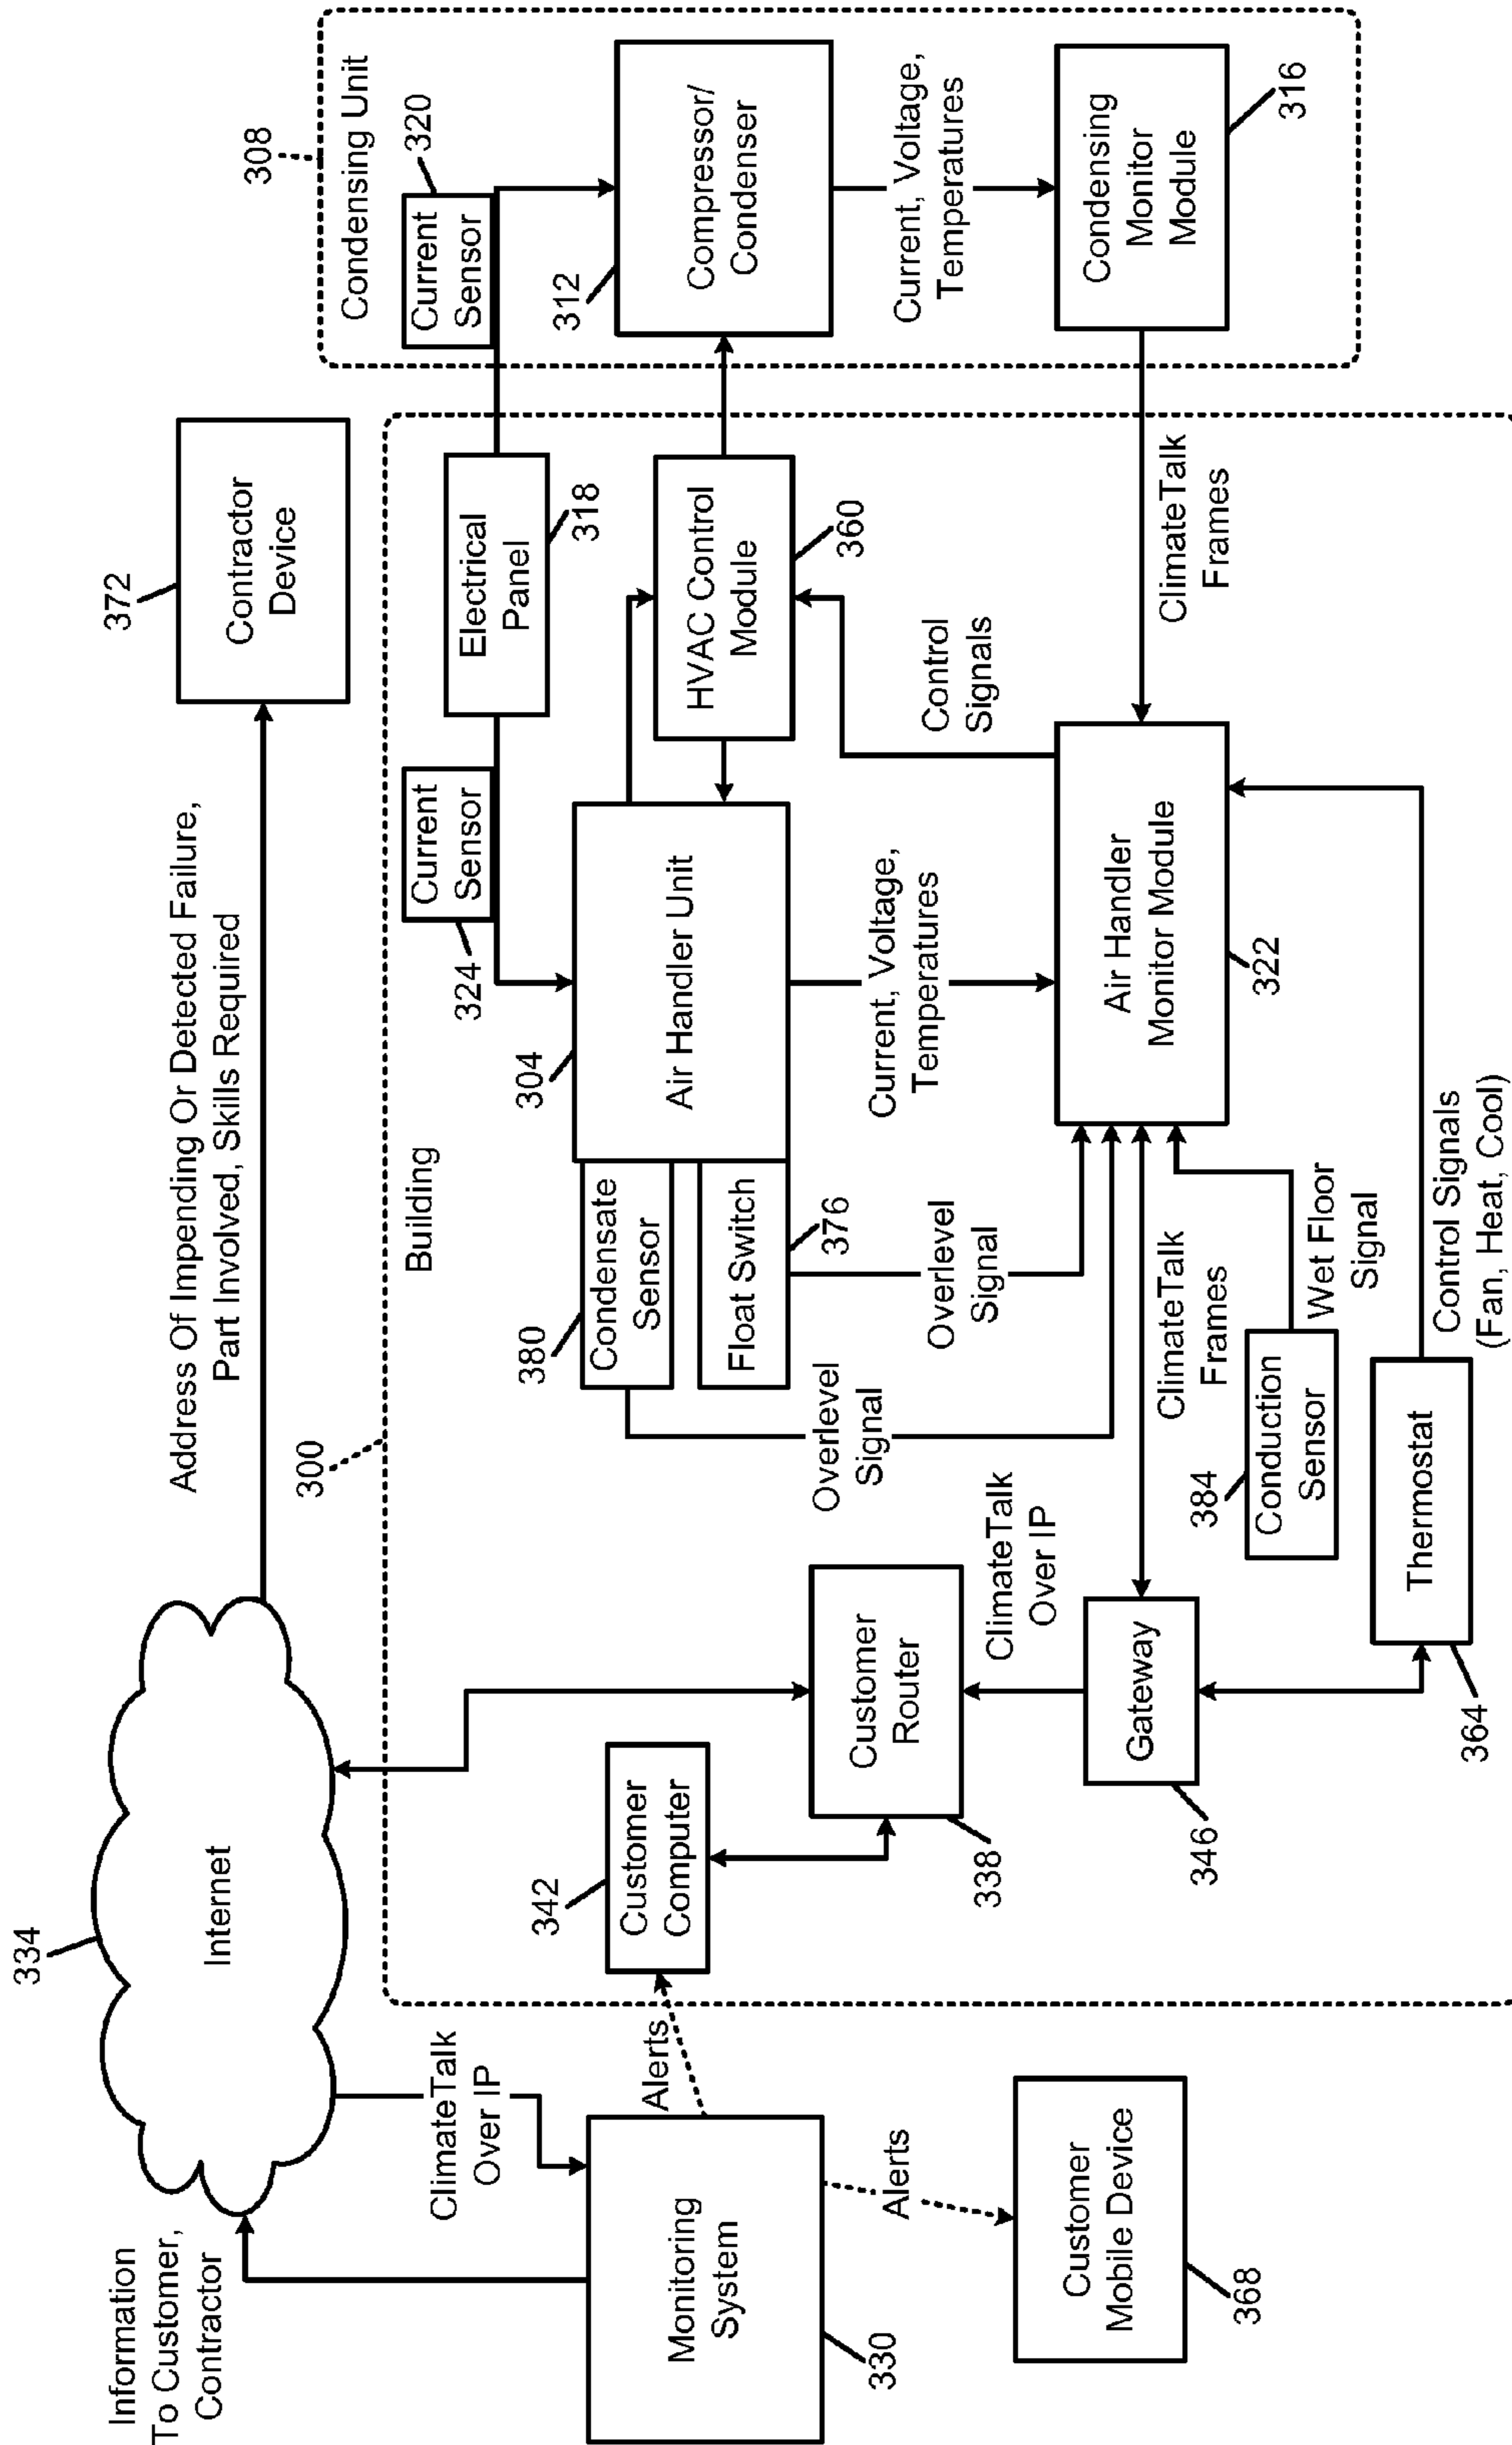 Information
To Customer,
Contractor
334
Internet
Address Of Impending Or Detected Failure,
Part Involved, Skills Required
372
Contractor
Device
308
Condensing Unit
Current
Sensor
320
312
Compressor/
Condenser
Current, Voltage,
Temperatures
Condensing
Monitor
Module
316
300
Building
Current
Sensor
324
Electrical
Panel
318
304
Air Handler Unit
HVAC Control
Module
360
380
Condensate
Sensor
Float Switch
376
Overlevel
Signal
Overlevel
Signal
Current, Voltage,
Temperatures
Control
Signals
ClimateTalk
Frames
Air Handler
Monitor Module
322
ClimateTalk
Over IP
Monitoring
System
330
Alerts
Alerts
342
Customer
Computer
Customer
Router
338
ClimateTalk
Over IP
ClimateTalk
Frames
Gateway
346
384
Conduction
Sensor
Wet Floor
Signal
Customer
Mobile Device
368
Thermostat
364
Control Signals
(Fan, Heat, Cool)